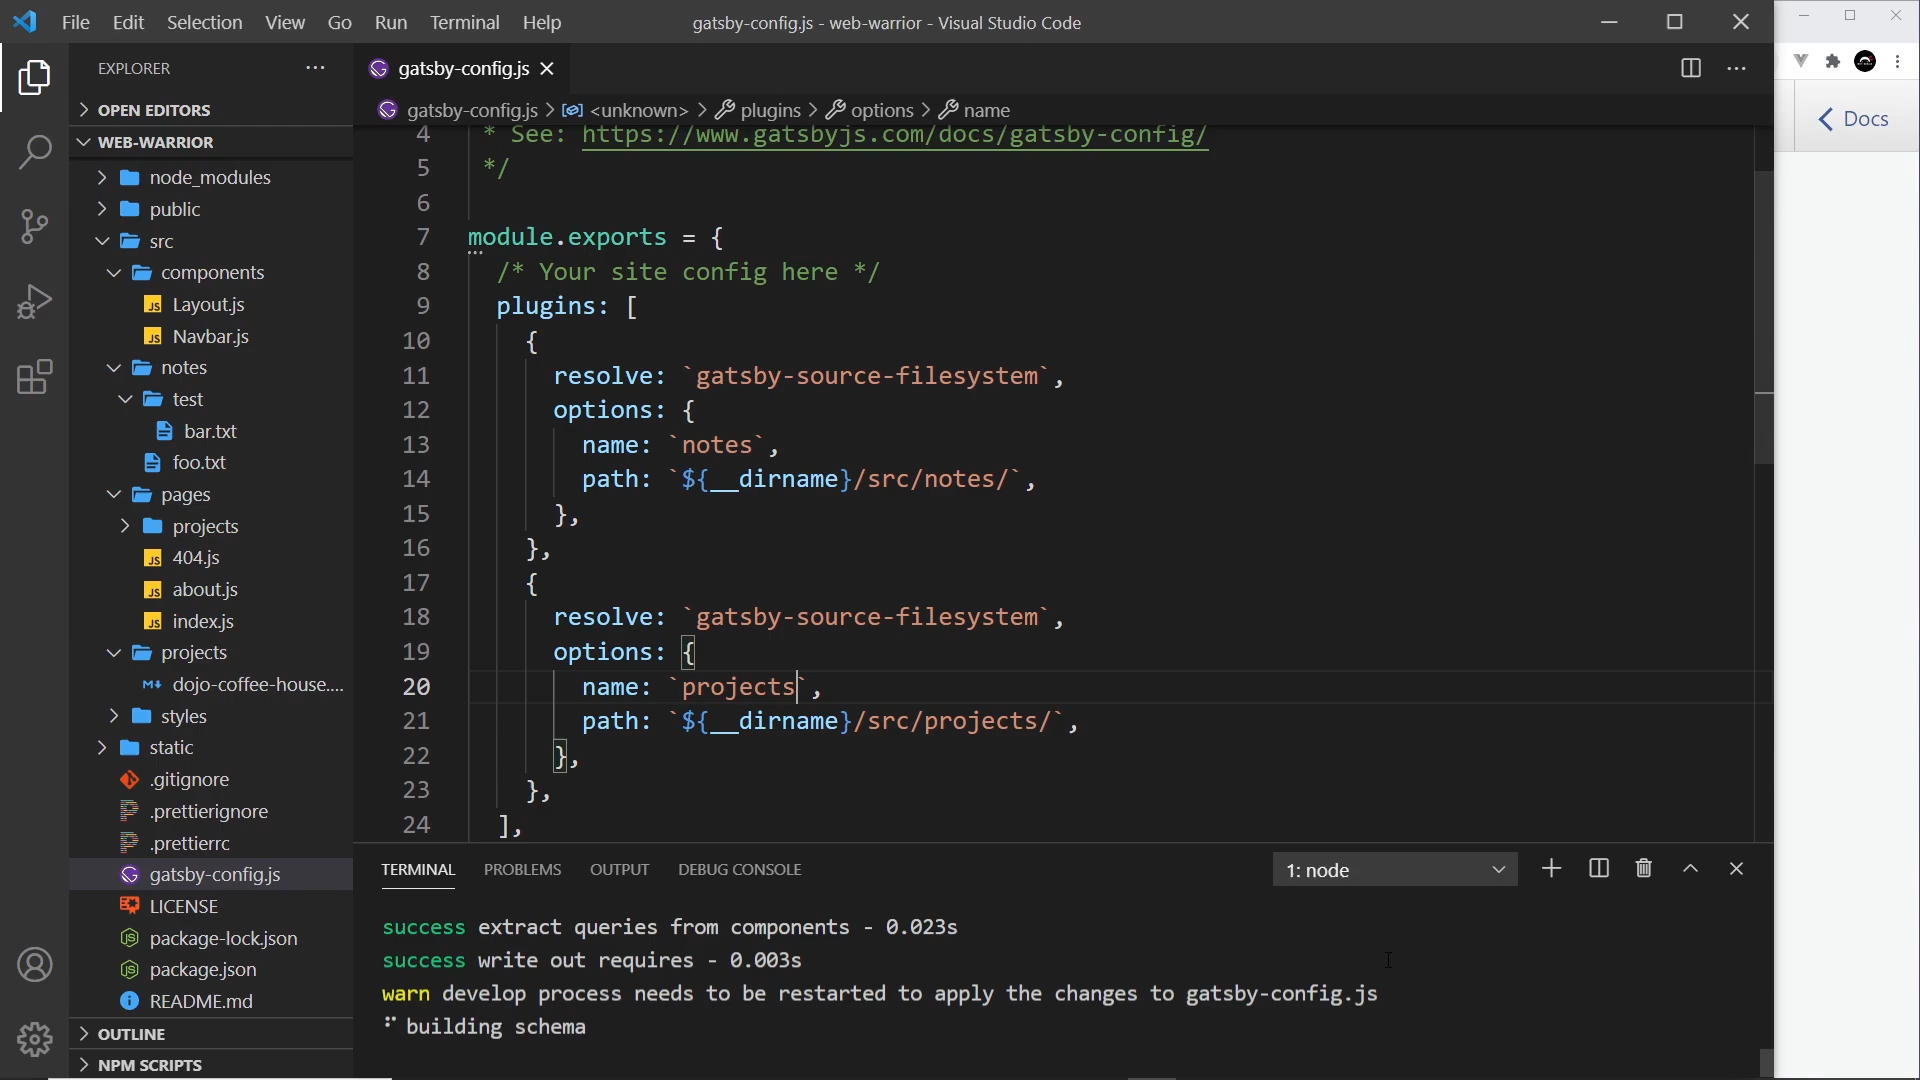 File Edit Selection View Go Run Terminal Help
gatsby-config.js - web-warrior - Visual Studio Code
EXPLORER
OPEN EDITORS
WEB-WARRIOR
node_modules
public
src
components
Layout.js
Navbar.js
notes
test
bar.txt
foo.txt
pages
projects
404.js
about.js
index.js
projects
dojo-coffee-house....
styles
static
.gitignore
.prettierignore
.prettierrc
gatsby-config.js
LICENSE
package-lock.json
package.json
README.md
OUTLINE
NPM SCRIPTS
gatsby-config.js
gatsby-config.js > <unknown> > plugins > options > name
4 * See: https://www.gatsbyjs.com/docs/gatsby-config/
5 */
6
7 module.exports = {
8 /* Your site config here */
9 plugins: [
10 {
11 resolve: `gatsby-source-filesystem`,
12 options: {
13 name: `notes`,
14 path: `${__dirname}/src/notes/`,
15 },
16 },
17 {
18 resolve: `gatsby-source-filesystem`,
19 options: {
20 name: `projects`,
21 path: `${__dirname}/src/projects/`,
22 },
23 },
24 ],
TERMINAL PROBLEMS OUTPUT DEBUG CONSOLE
1: node
success extract queries from components - 0.023s
success write out requires - 0.003s
warn develop process needs to be restarted to apply the changes to gatsby-config.js
building schema
Docs